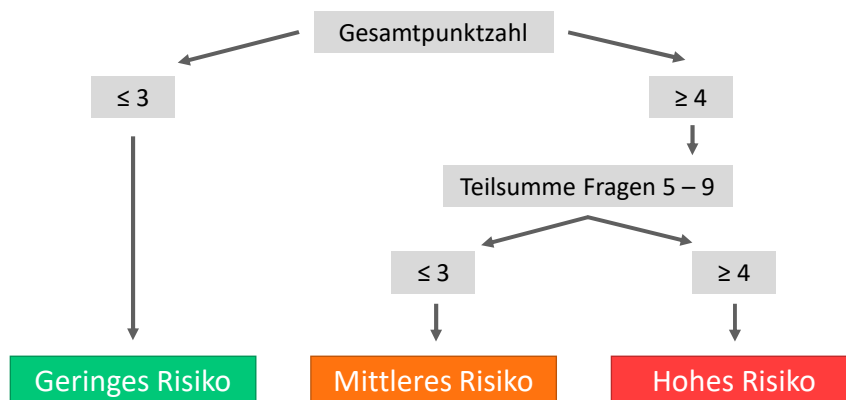 Gesamtpunktzahl
≤ 3
≥ 4
Teilsumme Fragen 5 – 9
≤ 3
≥ 4
Geringes Risiko
Mittleres Risiko
Hohes Risiko